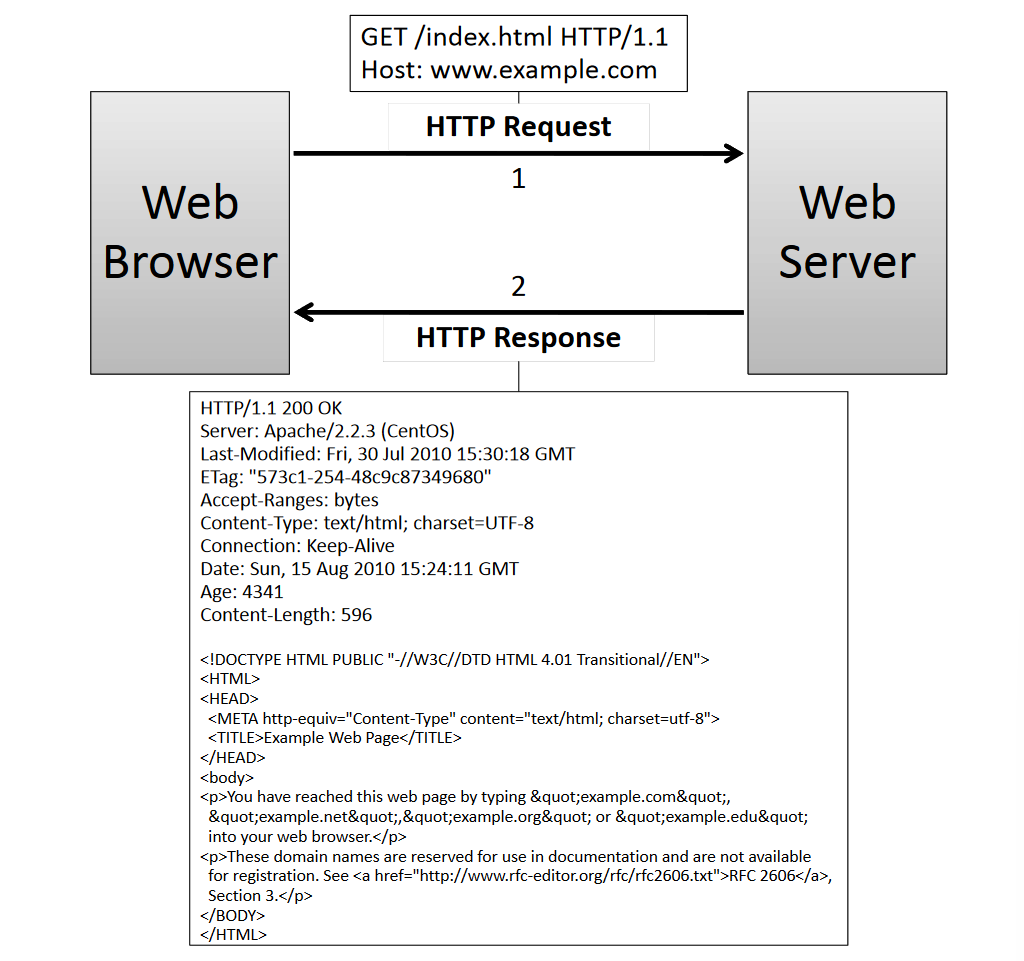 GET /index.html HTTP/1.1
Host: www.example.com
HTTP Request
1
Web
Browser
Web
Server
2
HTTP Response
HTTP/1.1 200 OK
Server: Apache/2.2.3 (CentOS)
Last-Modified: Fri, 30 Jul 2010 15:30:18 GMT
ETag: "573c1-254-48c9c87349680"
Accept-Ranges: bytes
Content-Type: text/html; charset=UTF-8
Connection: Keep-Alive
Date: Sun, 15 Aug 2010 15:24:11 GMT
Age: 4341
Content-Length: 596
<!DOCTYPE HTML PUBLIC "-//W3C//DTD HTML 4.01 Transitional//EN">
<HTML>
<HEAD>
<META http-equiv="Content-Type" content="text/html; charset=utf-8">
<TITLE>Example Web Page</TITLE>
</HEAD>
<body>
<p>You have reached this web page by typing &quot;example.com&quot;,
&quot;example.net&quot;,&quot;example.org&quot; or &quot;example.edu&quot;
into your web browser.</p>
<p>These domain names are reserved for use in documentation and are not available
for registration. See <a href="http://www.rfc-editor.org/rfc/rfc2606.txt">RFC 2606</a>,
Section 3.</p>
</BODY>
</HTML>